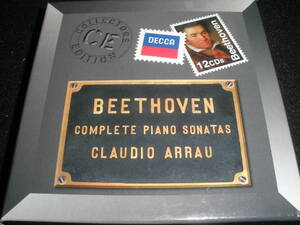 COLLECTORS
CE
EDITION
DECCA
Beethoven
12CDs
BEETHOVEN
COMPLETE PIANO SONATAS
CLAUDIO ARRAU